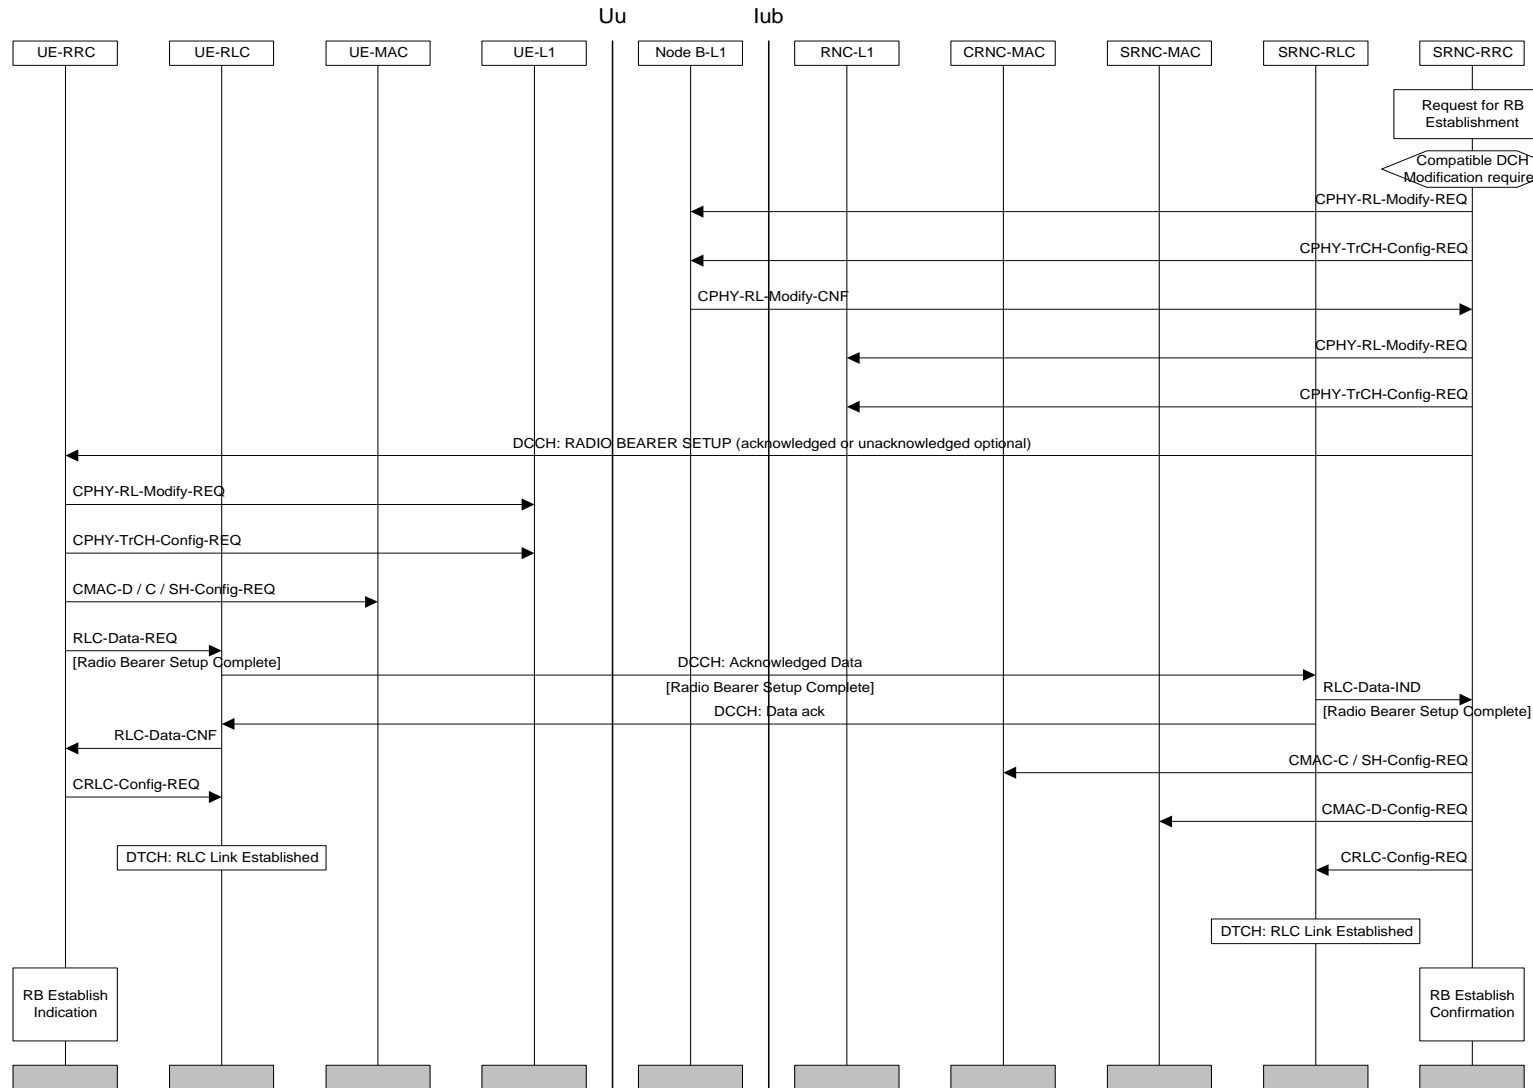 Uu
Iub
UE-RRC
UE-RLC
UE-MAC
UE-L1
Node B-L1
RNC-L1
CRNC-MAC
SRNC-MAC
SRNC-RLC
SRNC-RRC
Request for RB
Establishment
Compatible DCH
Modification require
CPHY-RL-Modify-REQ
CPHY-TrCH-Config-REQ
CPHY-RL-Modify-CNF
CPHY-RL-Modify-REQ
CPHY-TrCH-Config-REQ
DCCH: RADIO BEARER SETUP (acknowledged or unacknowledged optional)
CPHY-RL-Modify-REQ
CPHY-TrCH-Config-REQ
CMAC-D / C / SH-Config-REQ
RLC-Data-REQ
[Radio Bearer Setup Complete]
DCCH: Acknowledged Data
[Radio Bearer Setup Complete]
RLC-Data-IND
[Radio Bearer Setup Complete]
DCCH: Data ack
RLC-Data-CNF
CMAC-C / SH-Config-REQ
CRLC-Config-REQ
CMAC-D-Config-REQ
DTCH: RLC Link Established
CRLC-Config-REQ
DTCH: RLC Link Established
RB Establish
Indication
RB Establish
Confirmation